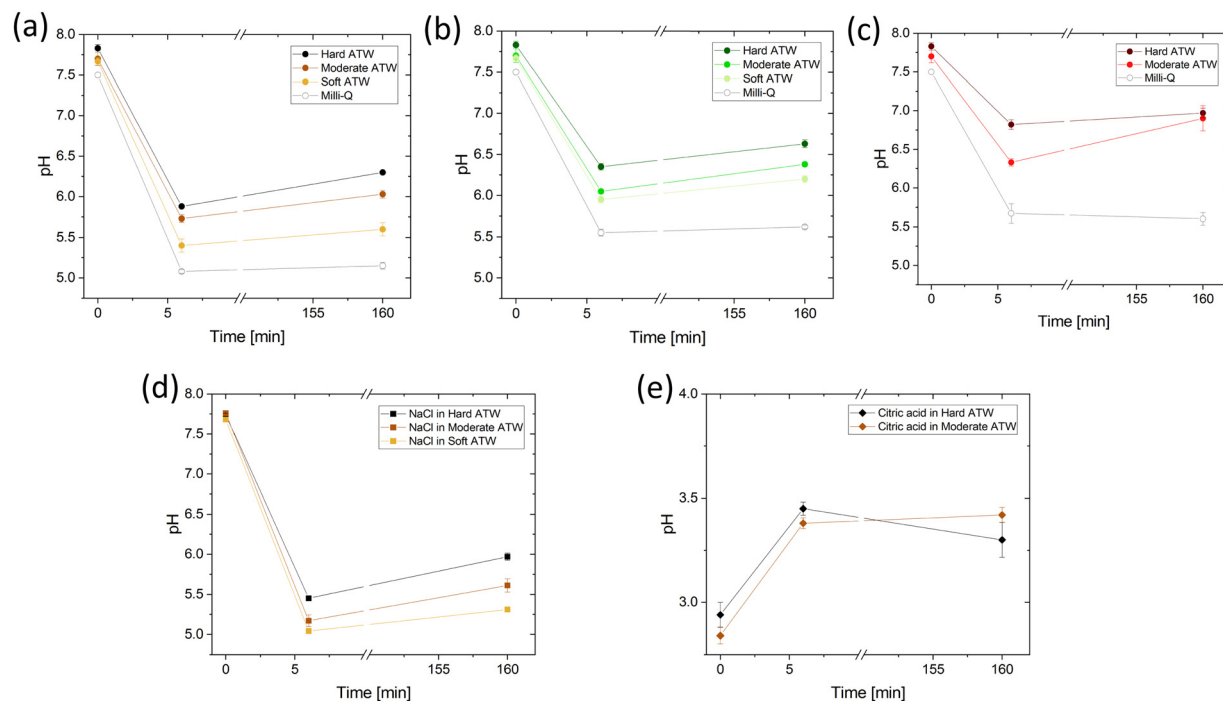 (a)
8.0
7.5
7.0
6.5
6.0
5.5
5.0
pH
Hard ATW
Moderate ATW
Soft ATW
Milli-Q
0 5 155 160
Time [min]
(b)
8.0
7.5
7.0
6.5
6.0
5.5
5.0
pH
Hard ATW
Moderate ATW
Soft ATW
Milli-Q
0 5 155 160
Time [min]
(c)
8.0
7.5
7.0
6.5
6.0
5.5
5.0
pH
Hard ATW
Moderate ATW
Milli-Q
0 5 155 160
Time [min]
(d)
8.0
7.5
7.0
6.5
6.0
5.5
5.0
pH
NaCl in Hard ATW
NaCl in Moderate ATW
NaCl in Soft ATW
0 5 155 160
Time [min]
(e)
4.0
3.5
3.0
pH
Citric acid in Hard ATW
Citric acid in Moderate ATW
0 5 155 160
Time [min]